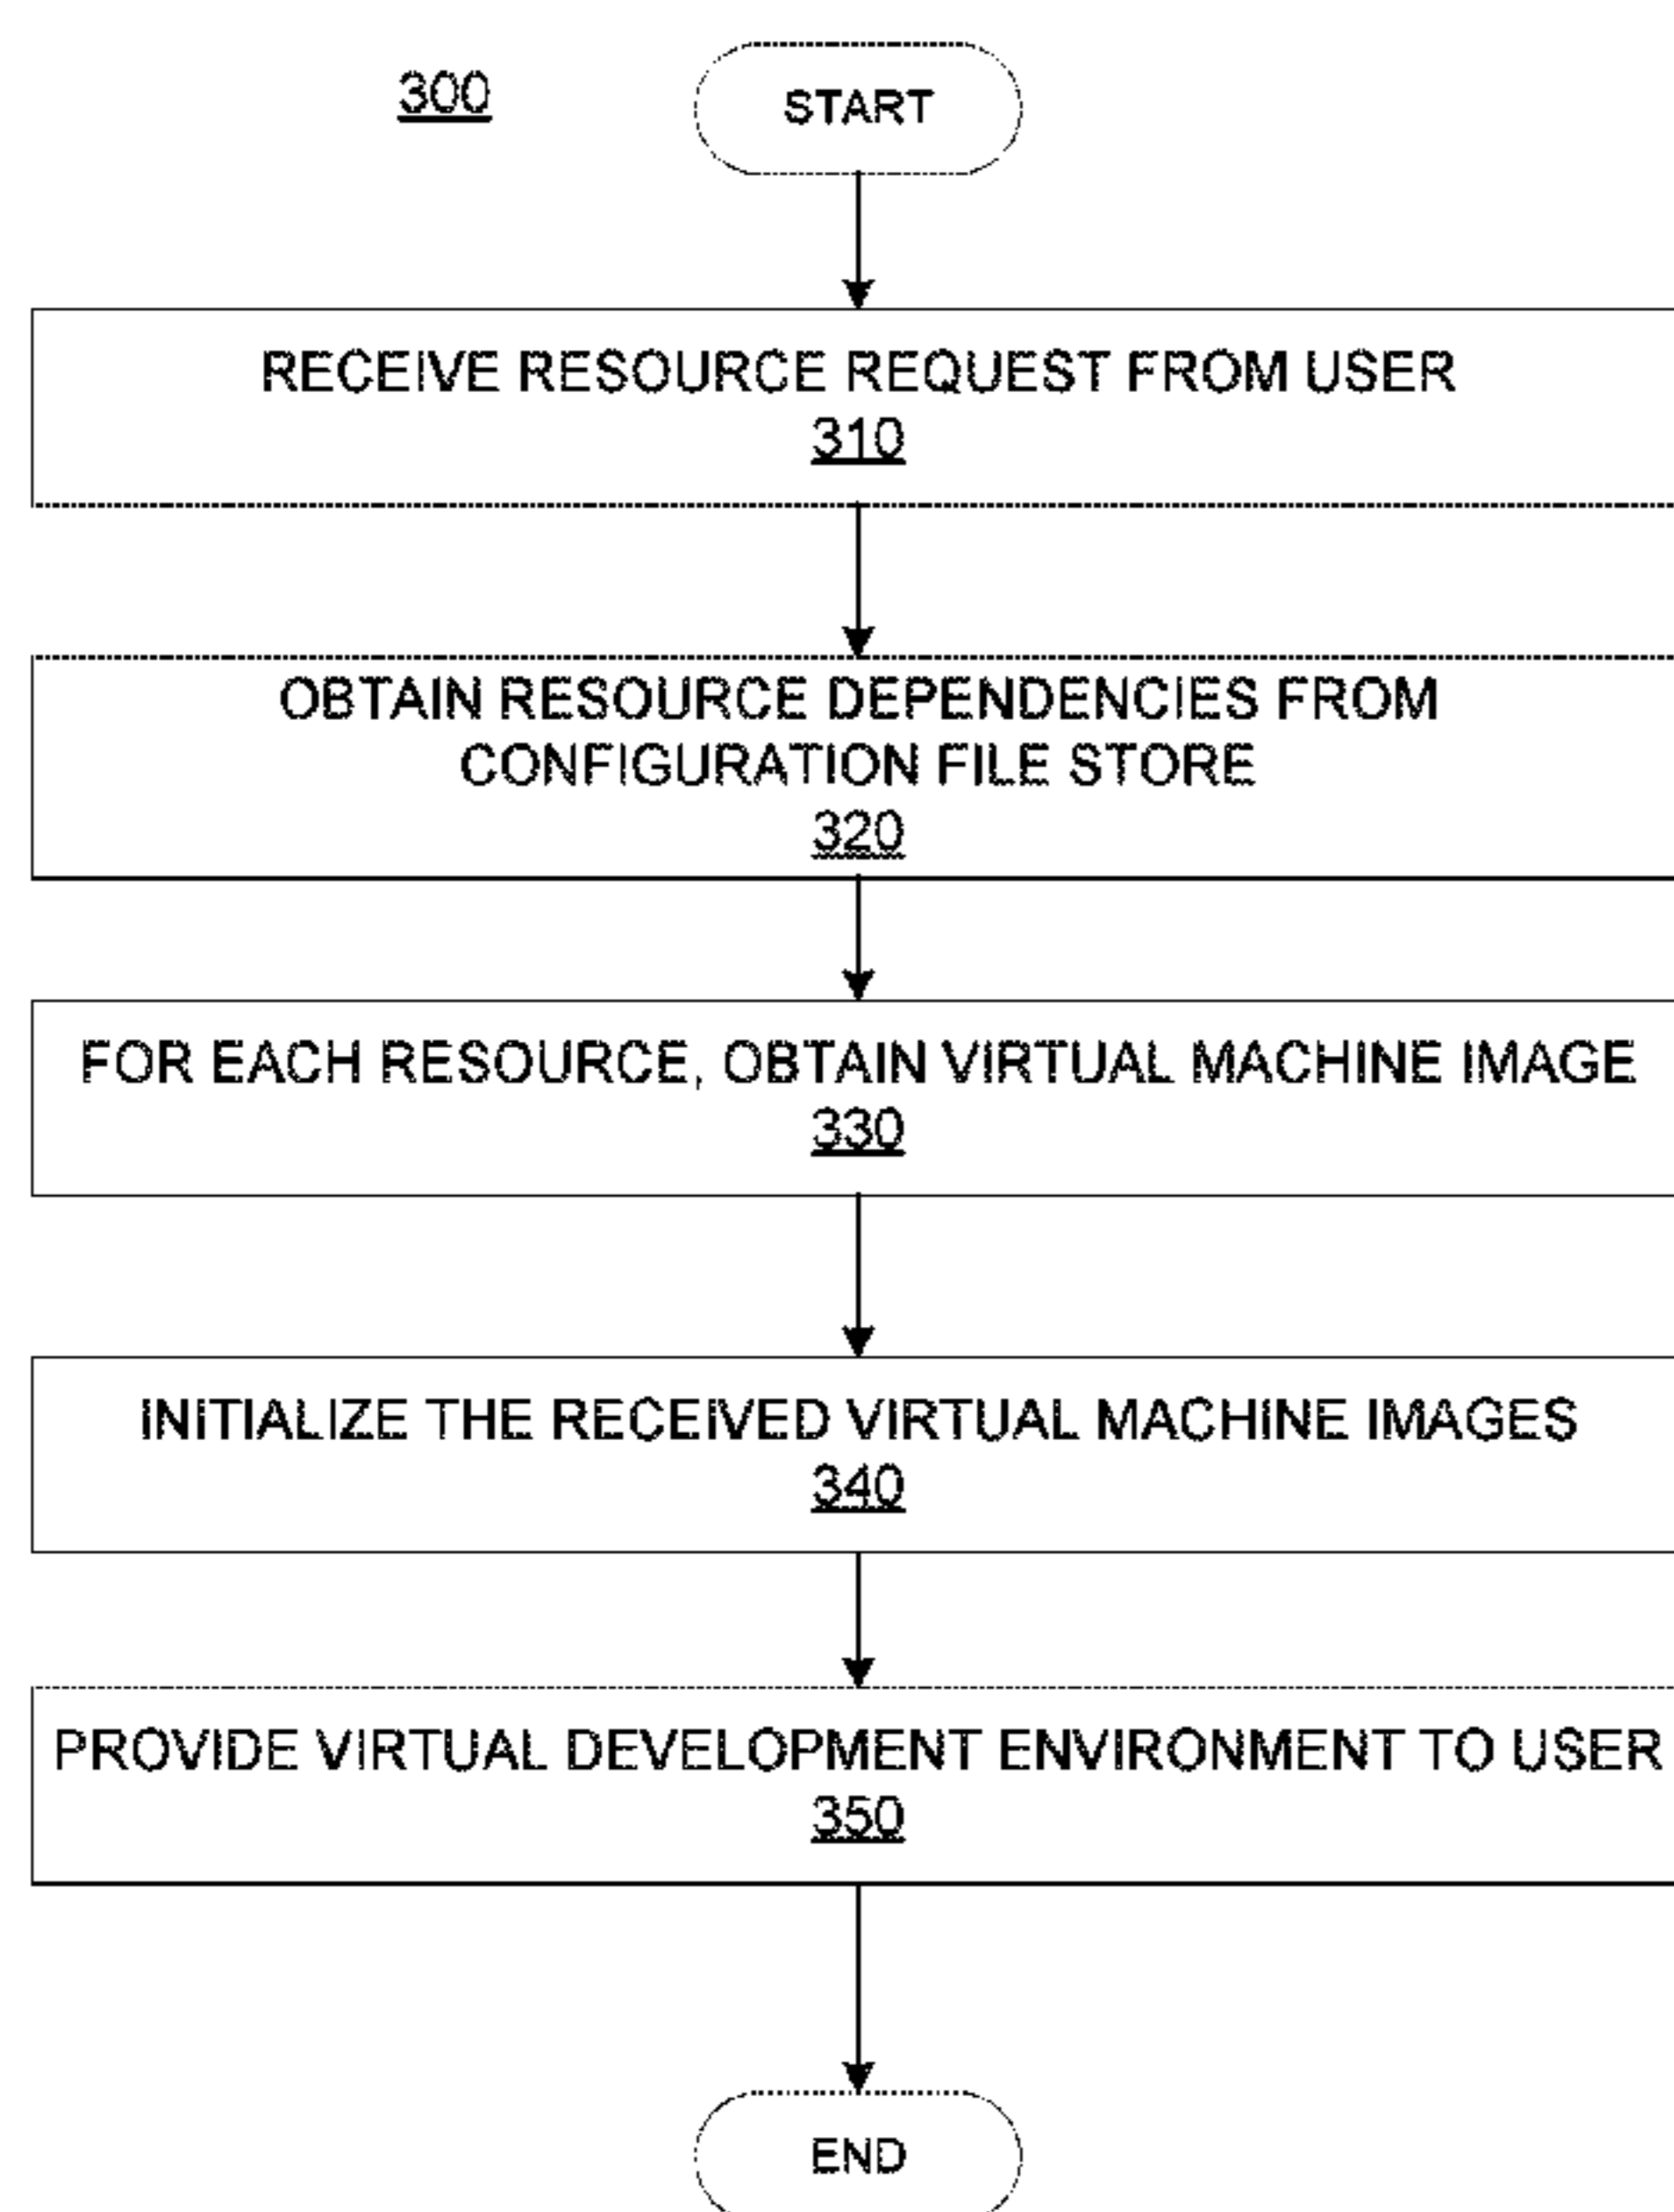 300
START
RECEIVE RESOURCE REQUEST FROM USER
310
OBTAIN RESOURCE DEPENDENCIES FROM
CONFIGURATION FILE STORE
320
FOR EACH RESOURCE, OBTAIN VIRTUAL MACHINE IMAGE
330
INITIALIZE THE RECEIVED VIRTUAL MACHINE IMAGES
340
PROVIDE VIRTUAL DEVELOPMENT ENVIRONMENT TO USER
350
END